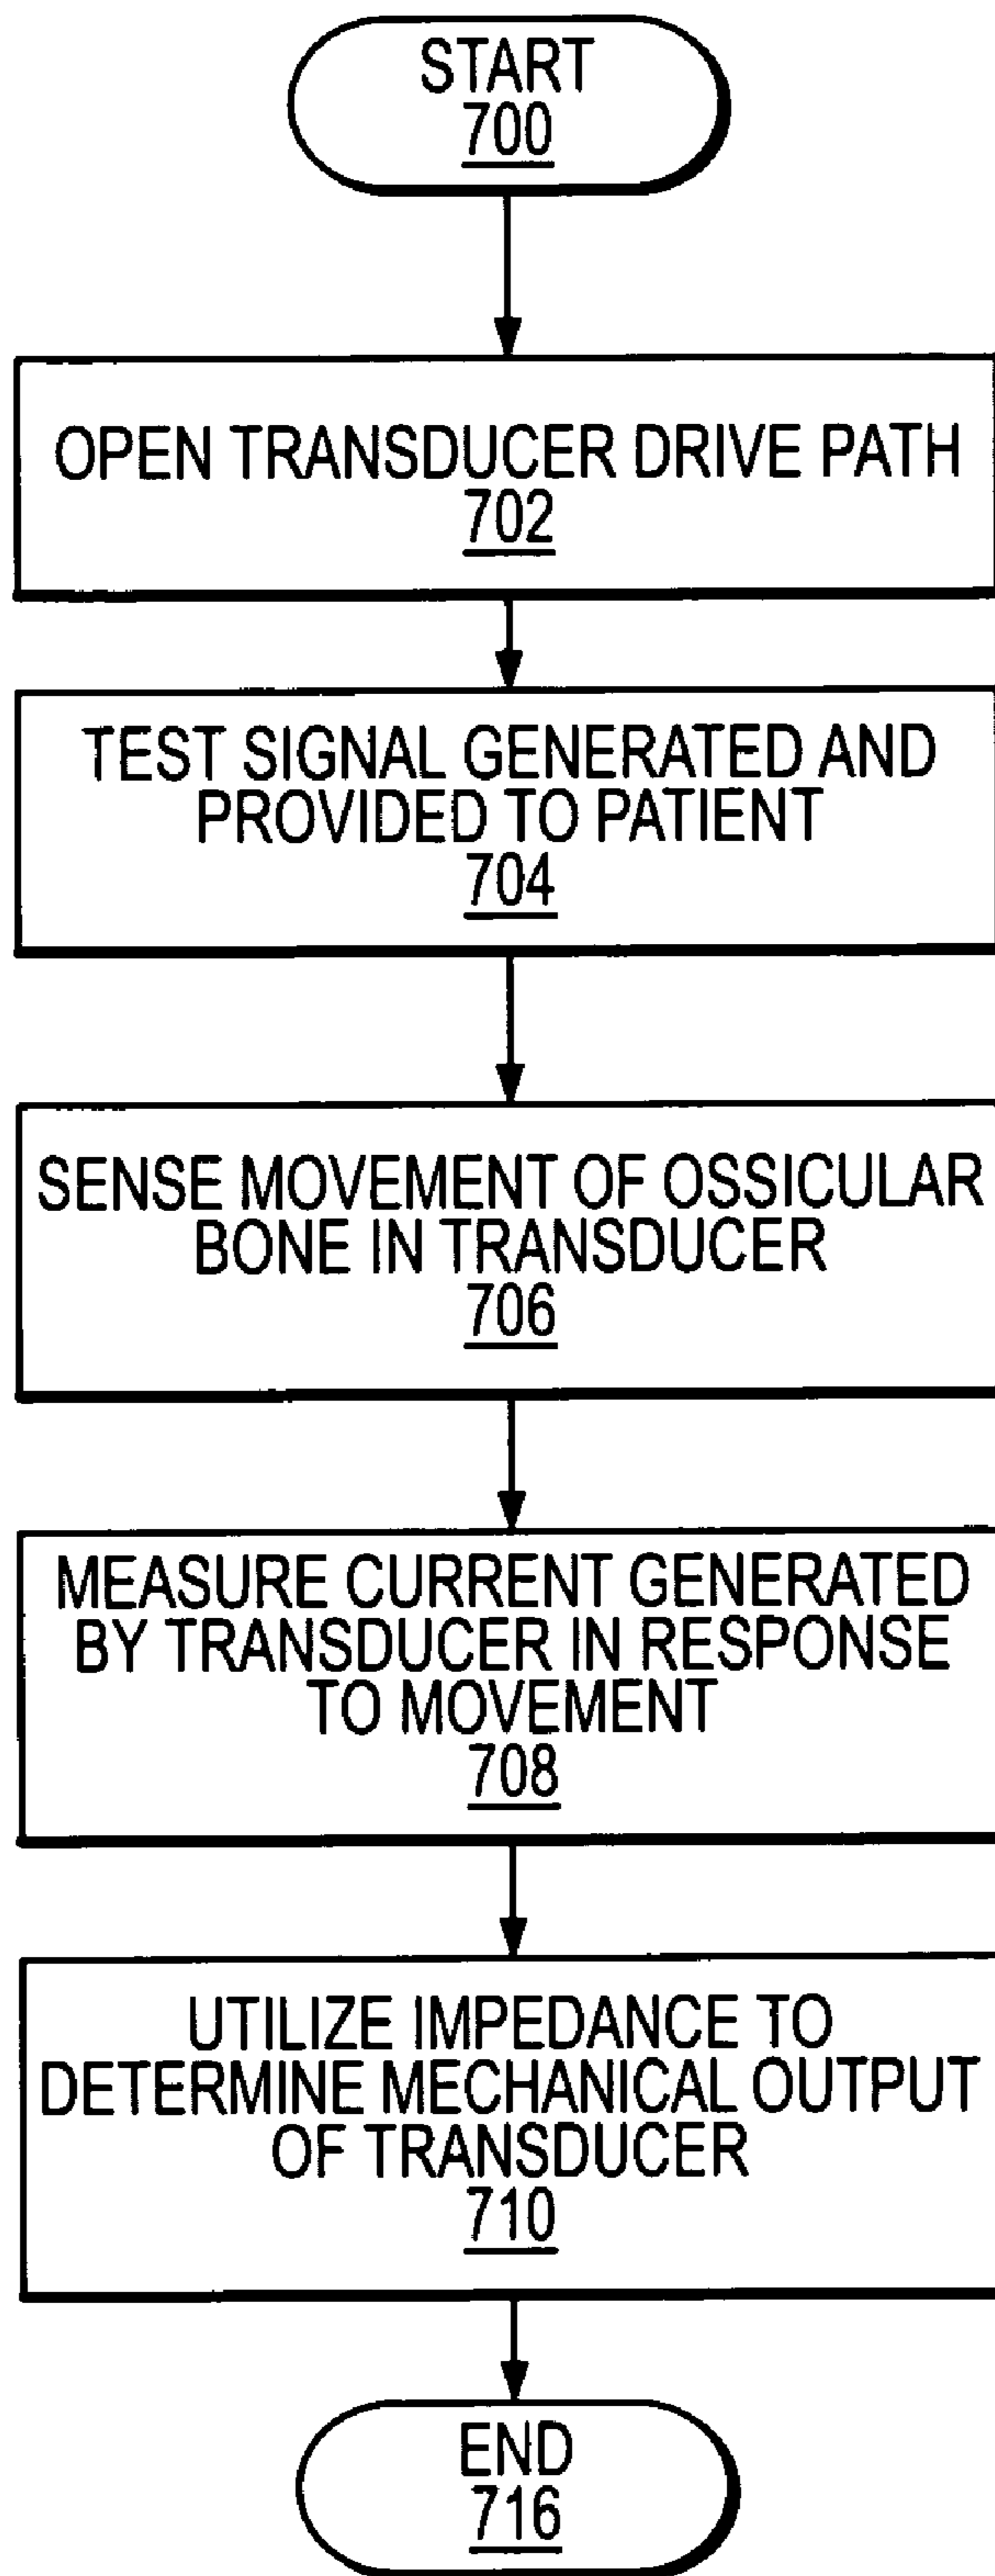 START
700
OPEN TRANSDUCER DRIVE PATH
702
TEST SIGNAL GENERATED AND
PROVIDED TO PATIENT
704
SENSE MOVEMENT OF OSSICULAR
BONE IN TRANSDUCER
706
MEASURE CURRENT GENERATED
BY TRANSDUCER IN RESPONSE
TO MOVEMENT
708
UTILIZE IMPEDANCE TO
DETERMINE MECHANICAL OUTPUT
OF TRANSDUCER
710
END
716